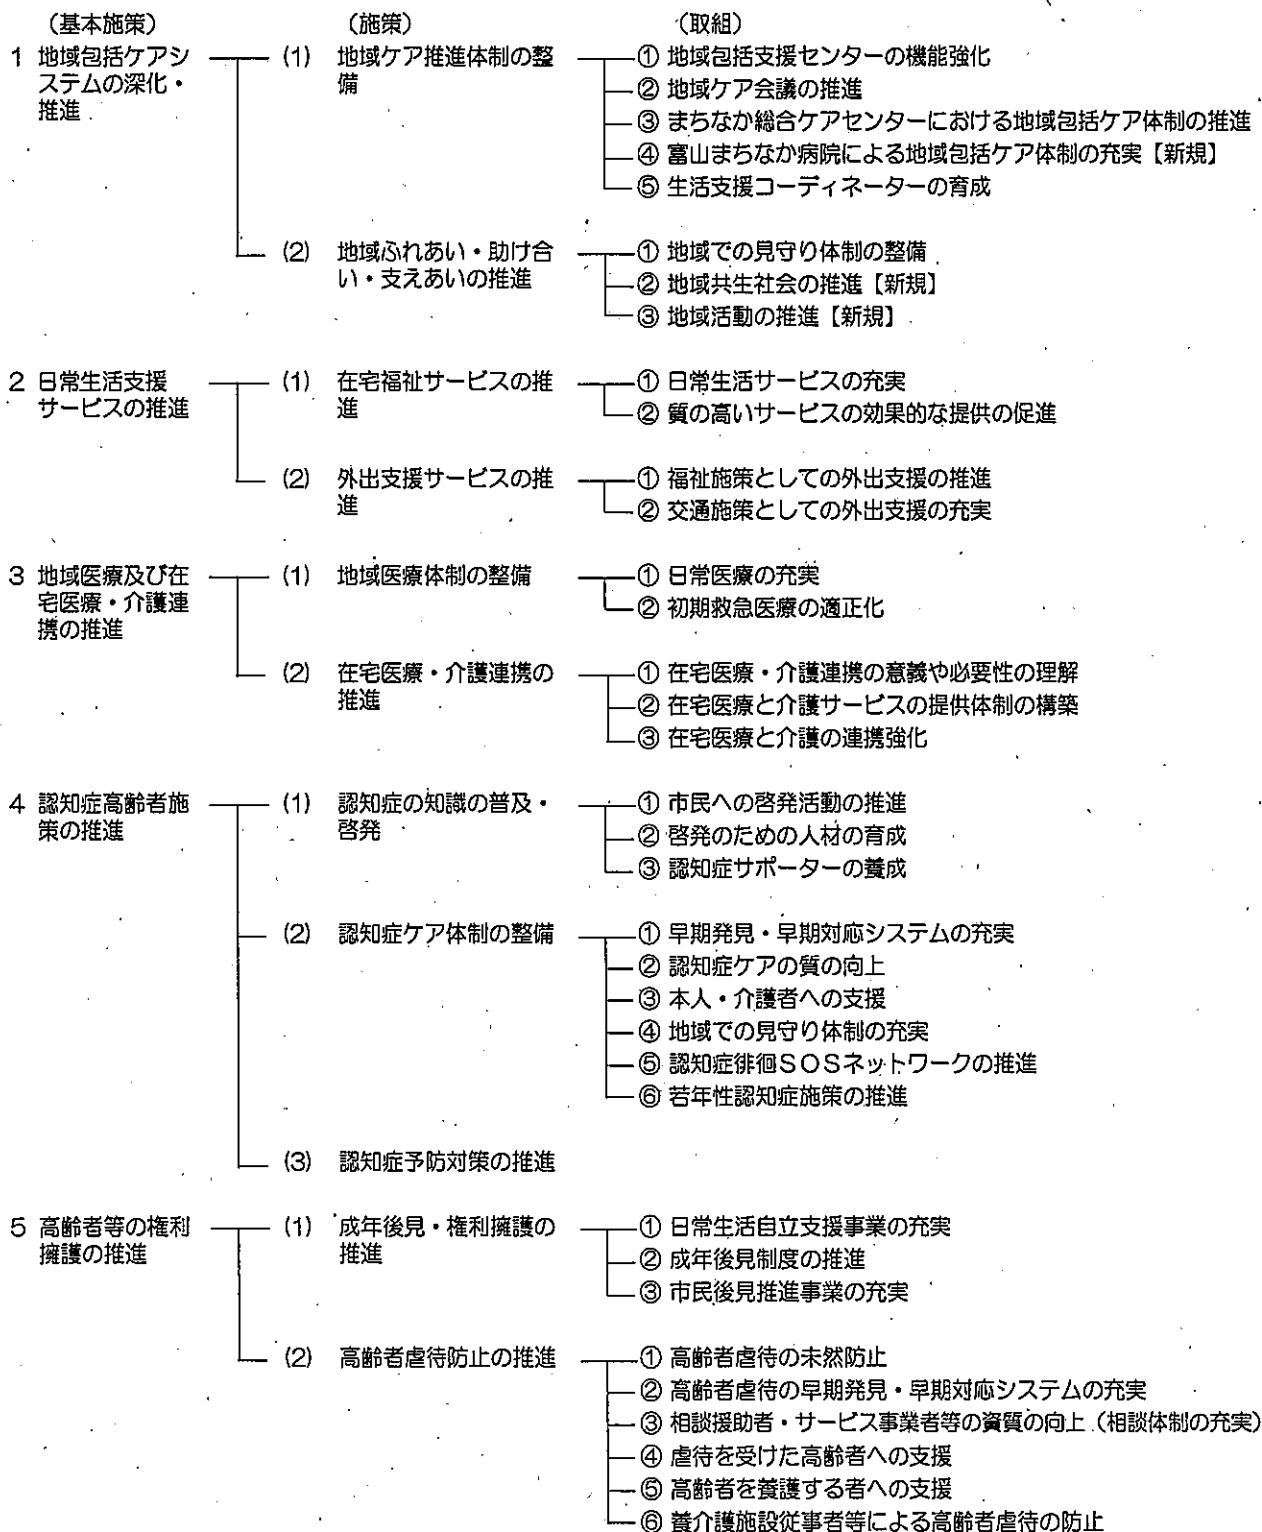 （基本施策） （施策） （取組）
1 地域包括ケアシ (1) 地域ケア推進体制の整 ① 地域包括支援センターの機能強化
ステムの深化・ 備 ② 地域ケア会議の推進
推進 ③ まちなか総合ケアセンターにおける地域包括ケア体制の推進
④ 富山まちなか病院による地域包括ケア体制の充実【新規】
⑤ 生活支援コーディネーターの育成
(2) 地域ふれあい・助け合 ① 地域での見守り体制の整備
い・支えあいの推進 ② 地域共生社会の推進【新規】
③ 地域活動の推進【新規】
2 日常生活支援 (1) 在宅福祉サービスの推 ① 日常生活サービスの充実
サービスの推進 進 ② 質の高いサービスの効果的な提供の促進
(2) 外出支援サービスの推 ① 福祉施策としての外出支援の推進
進 ② 交通施策としての外出支援の充実
3 地域医療及び在 (1) 地域医療体制の整備 ① 日常医療の充実
宅医療・介護連 ② 初期救急医療の適正化
携の推進
(2) 在宅医療・介護連携の ① 在宅医療・介護連携の意義や必要性の理解
推進 ② 在宅医療と介護サービスの提供体制の構築
③ 在宅医療と介護の連携強化
4 認知症高齢者施 (1) 認知症の知識の普及・ ① 市民への啓発活動の推進
策の推進 啓発 ② 啓発のための人材の育成
③ 認知症サポーターの養成
(2) 認知症ケア体制の整備 ① 早期発見・早期対応システムの充実
② 認知症ケアの質の向上
③ 本人・介護者への支援
④ 地域での見守り体制の充実
⑤ 認知症徘徊SOSネットワークの推進
⑥ 若年性認知症施策の推進
(3) 認知症予防対策の推進
5 高齢者等の権利 (1) 成年後見・権利擁護の ① 日常生活自立支援事業の充実
擁護の推進 推進 ② 成年後見制度の推進
③ 市民後見推進事業の充実
(2) 高齢者虐待防止の推進 ① 高齢者虐待の未然防止
② 高齢者虐待の早期発見・早期対応システムの充実
③ 相談援助者・サービス事業者等の資質の向上（相談体制の充実）
④ 虐待を受けた高齢者への支援
⑤ 高齢者を養護する者への支援
⑥ 養介護施設従事者等による高齢者虐待の防止